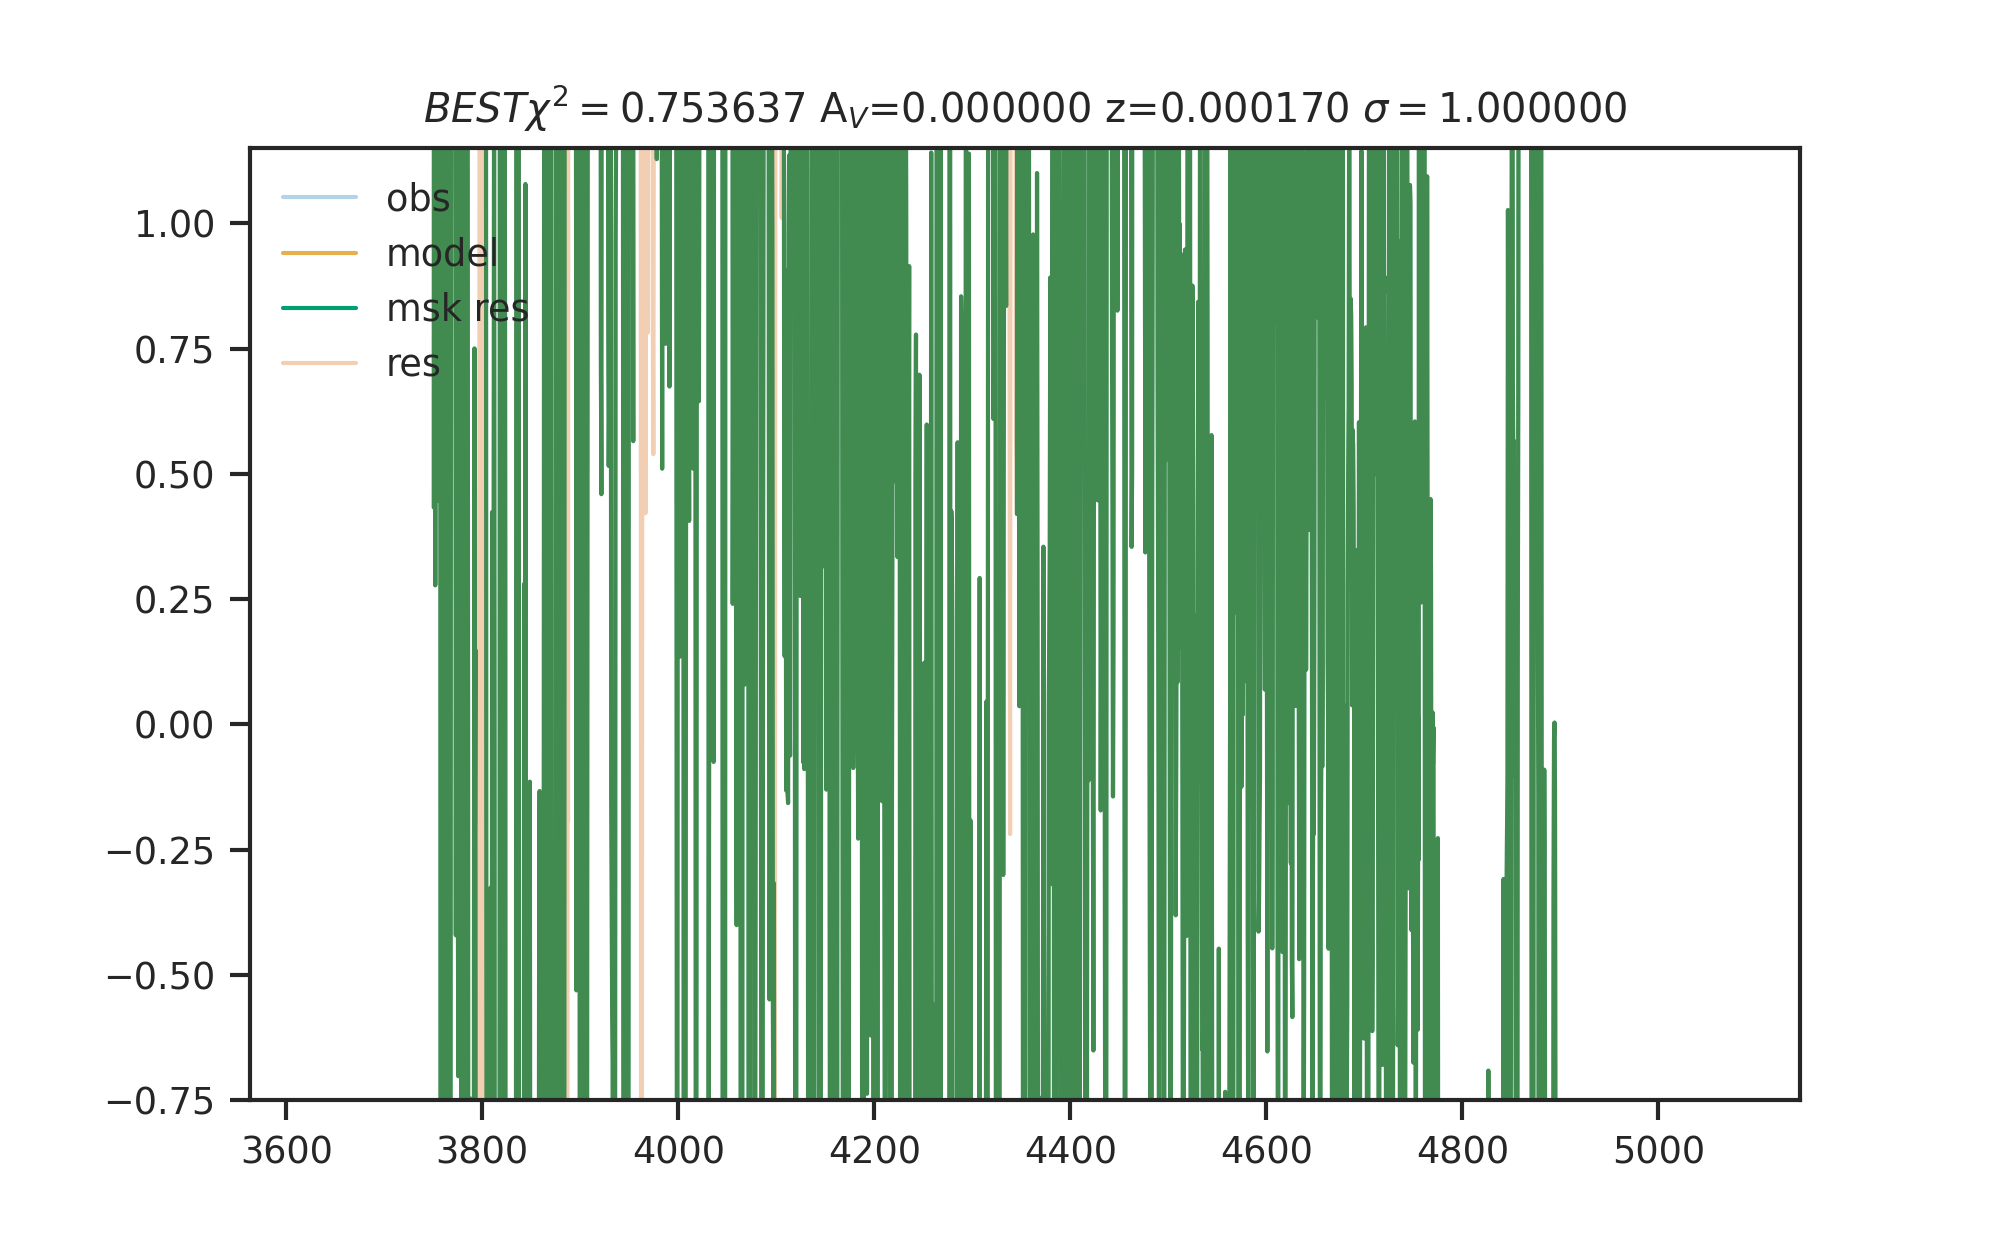 BESTχ² = 0.753637 A_V=0.000000 z=0.000170 σ = 1.000000
obs
model
msk res
res
1.00
0.75
0.50
0.25
0.00
−0.25
−0.50
−0.75
3600 3800 4000 4200 4400 4600 4800 5000